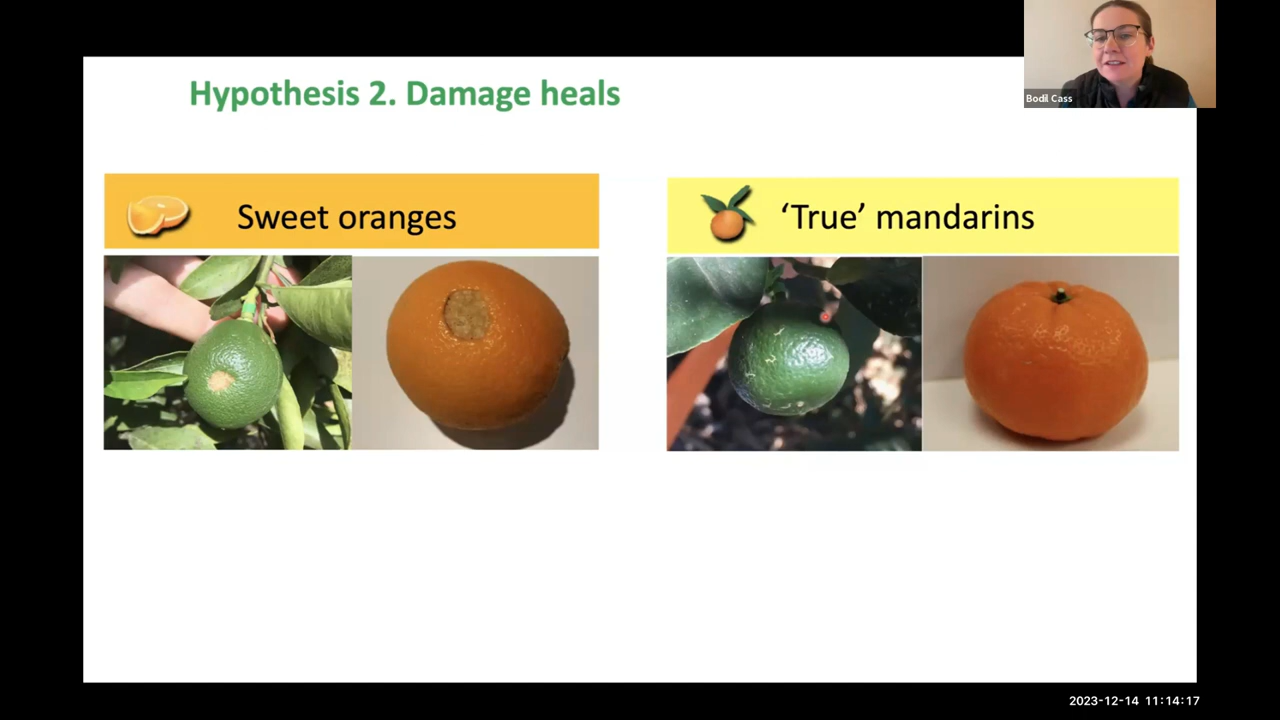 Hypothesis 2. Damage heals
Bodil Cass
Sweet oranges
‘True’ mandarins
2023-12-14 11:14:17